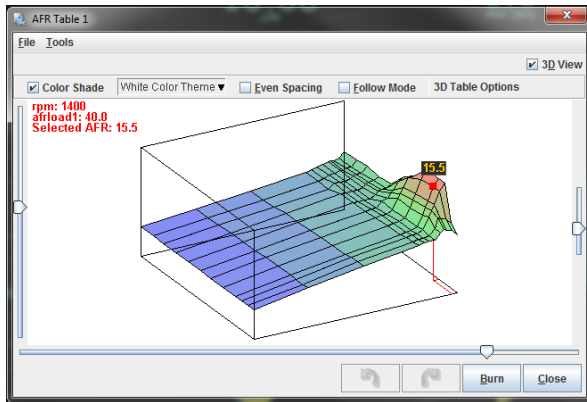 AFR Table 1
File Tools
3D View
Color Shade White Color Theme Even Spacing Follow Mode 3D Table Options
rpm: 1400
afrload1: 40.0
Selected AFR: 15.5
15.5
Burn Close